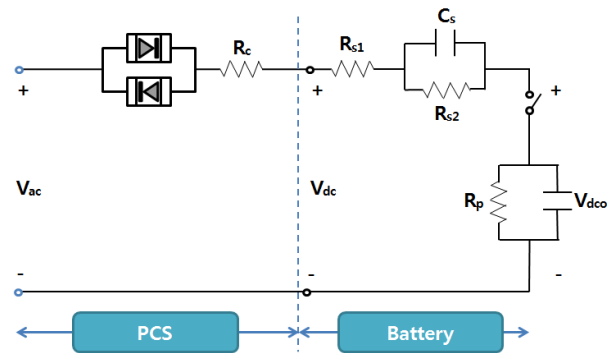 Cs
Rc
Rs1
Rs2
+
+
+
Vac
Vdc
Rp
Vdco
-
-
-
PCS
Battery